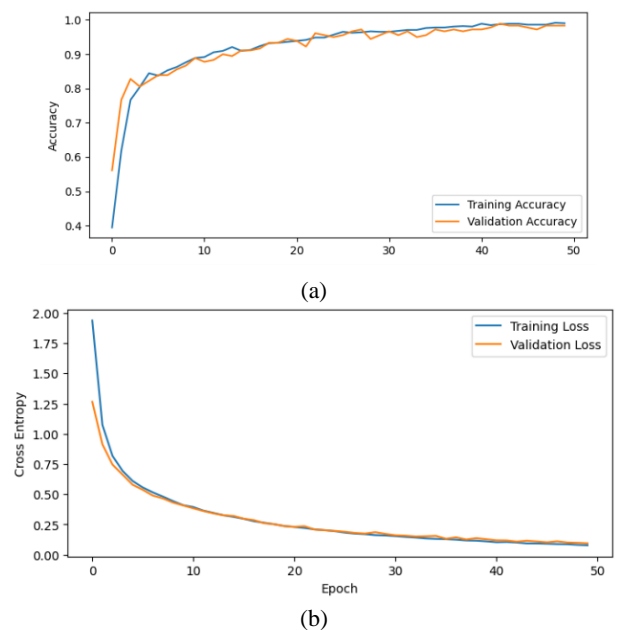 1.0
0.9
0.8
0.7
0.6
0.5
0.4
Accuracy
Training Accuracy
Validation Accuracy
0 10 20 30 40 50
(a)
2.00
1.75
1.50
1.25
1.00
0.75
0.50
0.25
0.00
Cross Entropy
Training Loss
Validation Loss
0 10 20 30 40 50
Epoch
(b)